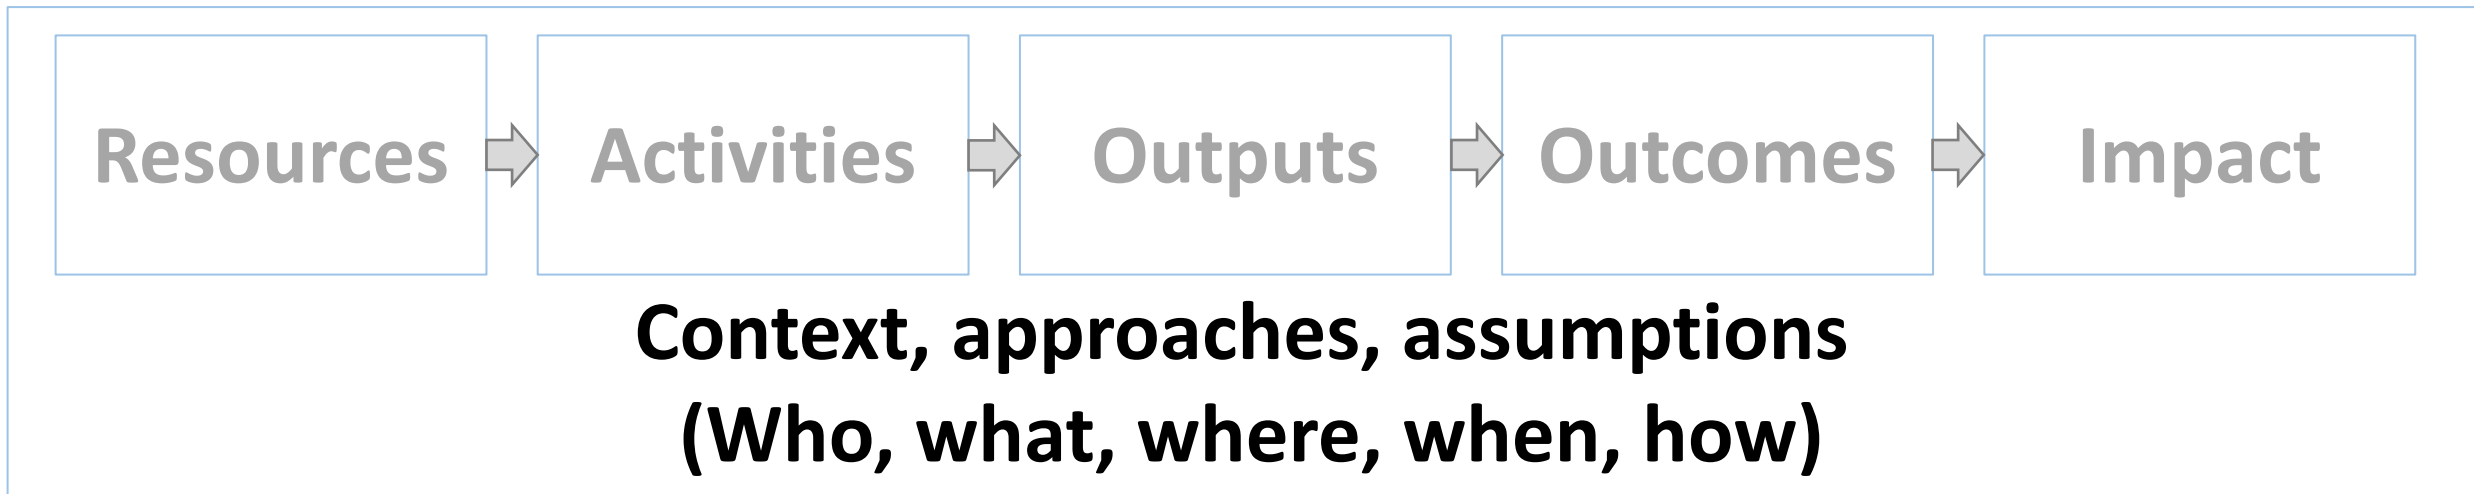 Resources Activities Outputs Outcomes Impact
Context, approaches, assumptions
(Who, what, where, when, how)